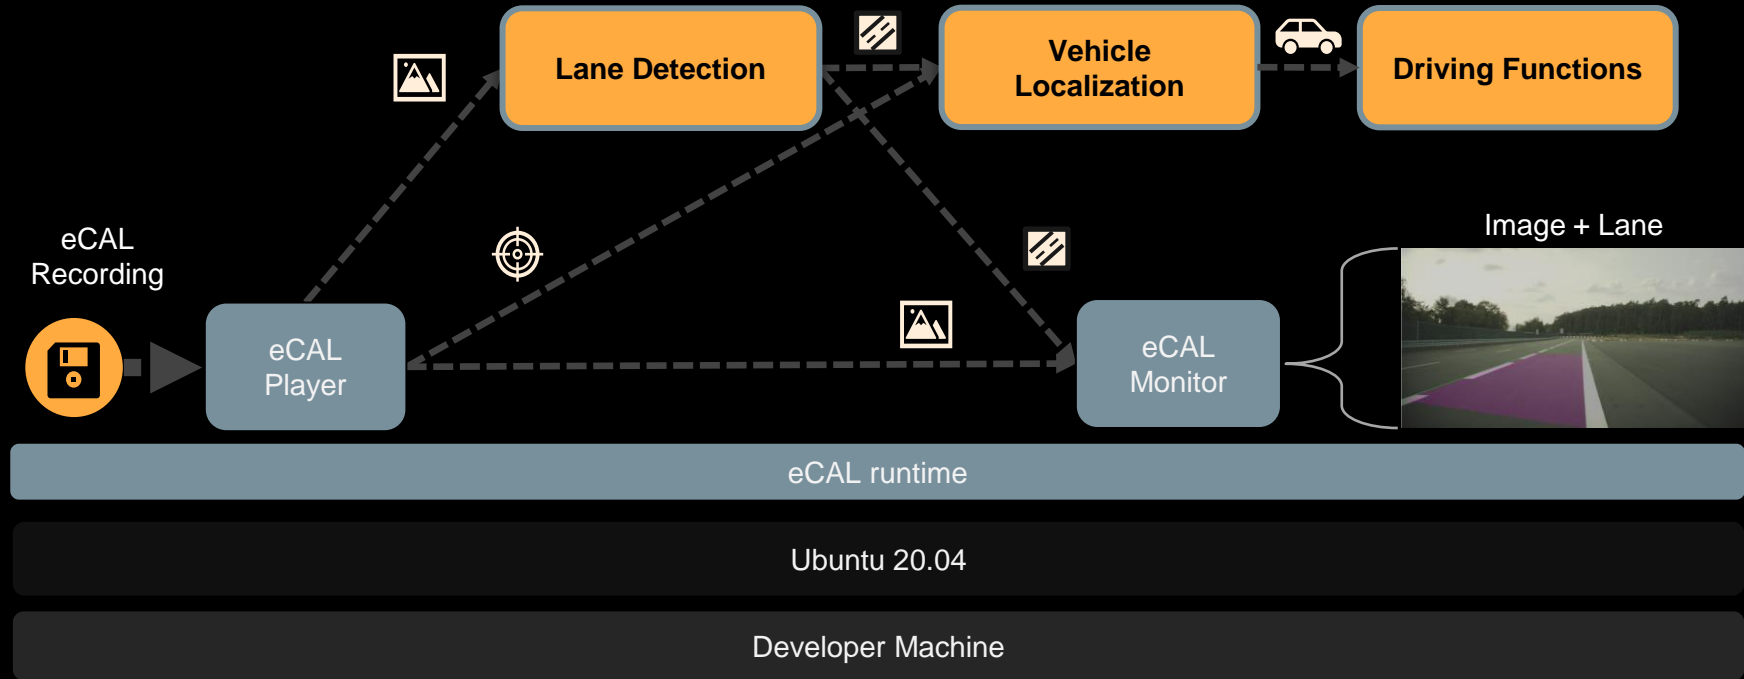 Lane Detection
Vehicle
Localization
Driving Functions
eCAL
Recording
Image + Lane
eCAL
Player
eCAL
Monitor
eCAL runtime
Ubuntu 20.04
Developer Machine